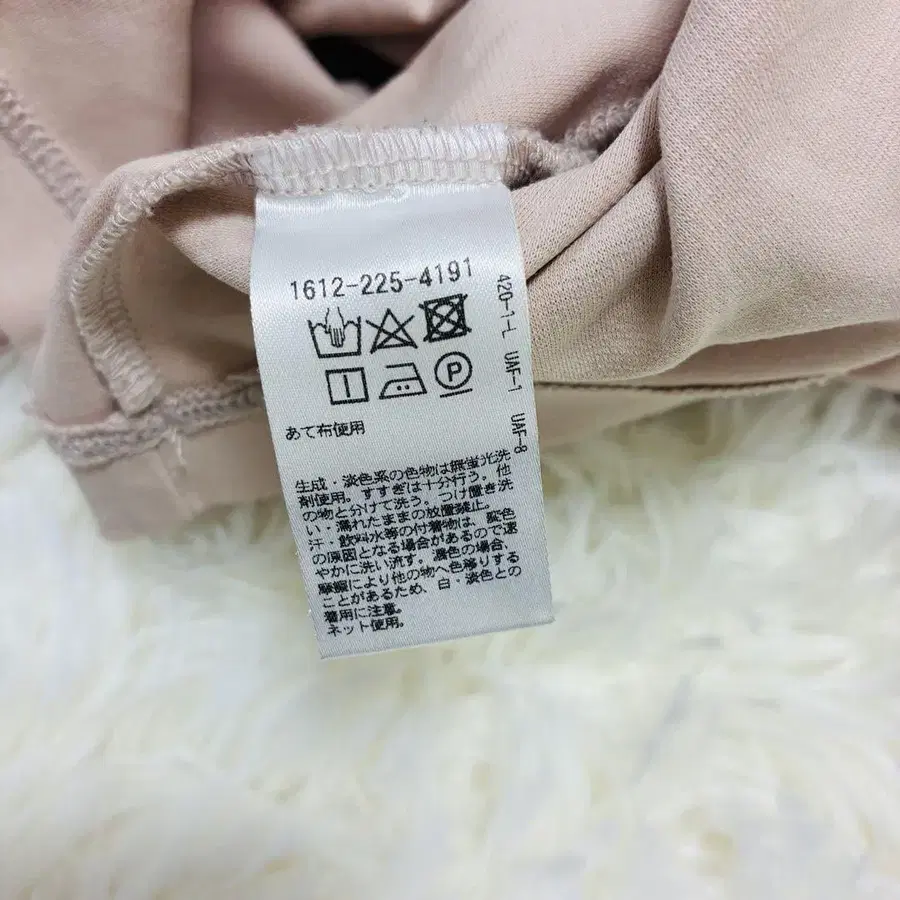 1612-225-4191
420-1-L UAF-1 UAF-8
P
あて布使用
生成・淡色系の色物は無蛍光洗
剤使用。すすぎは十分行う。他
の物と分けて洗う。つけ置き洗
い・濡れたままの放置禁止。
汗・飲料水等の付着物は、変色
の原因となる場合があるので速
やかに洗い流す。濃色の場合、
摩擦により他の物へ色移りする
ことがあるため、白・淡色との
着用に注意。
ネット使用。